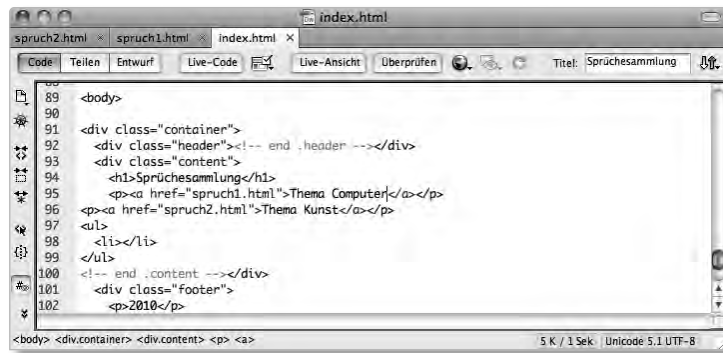 index.html
spruch2.html × spruch1.html × index.html ×
Code Teilen Entwurf Live-Code Live-Ansicht Überprüfen Titel: Sprüchesammlung
89 <body>
90
91 <div class="container">
92 <div class="header"><!-- end .header --></div>
93 <div class="content">
94 <h1>Sprüchesammlung</h1>
95 <p><a href="spruch1.html">Thema Computer</a></p>
96 <p><a href="spruch2.html">Thema Kunst</a></p>
97 <ul>
98 <li></li>
99 </ul>
100 <!-- end .content --></div>
101 <div class="footer">
102 <p>2010</p>
<body> <div.container> <div.content> <p> <a> 5 K / 1 Sek Unicode 5.1 UTF-8